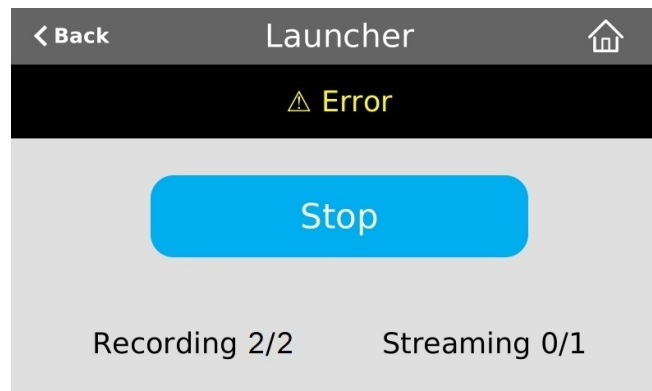 Back Launcher
⚠ Error
Stop
Recording 2/2 Streaming 0/1